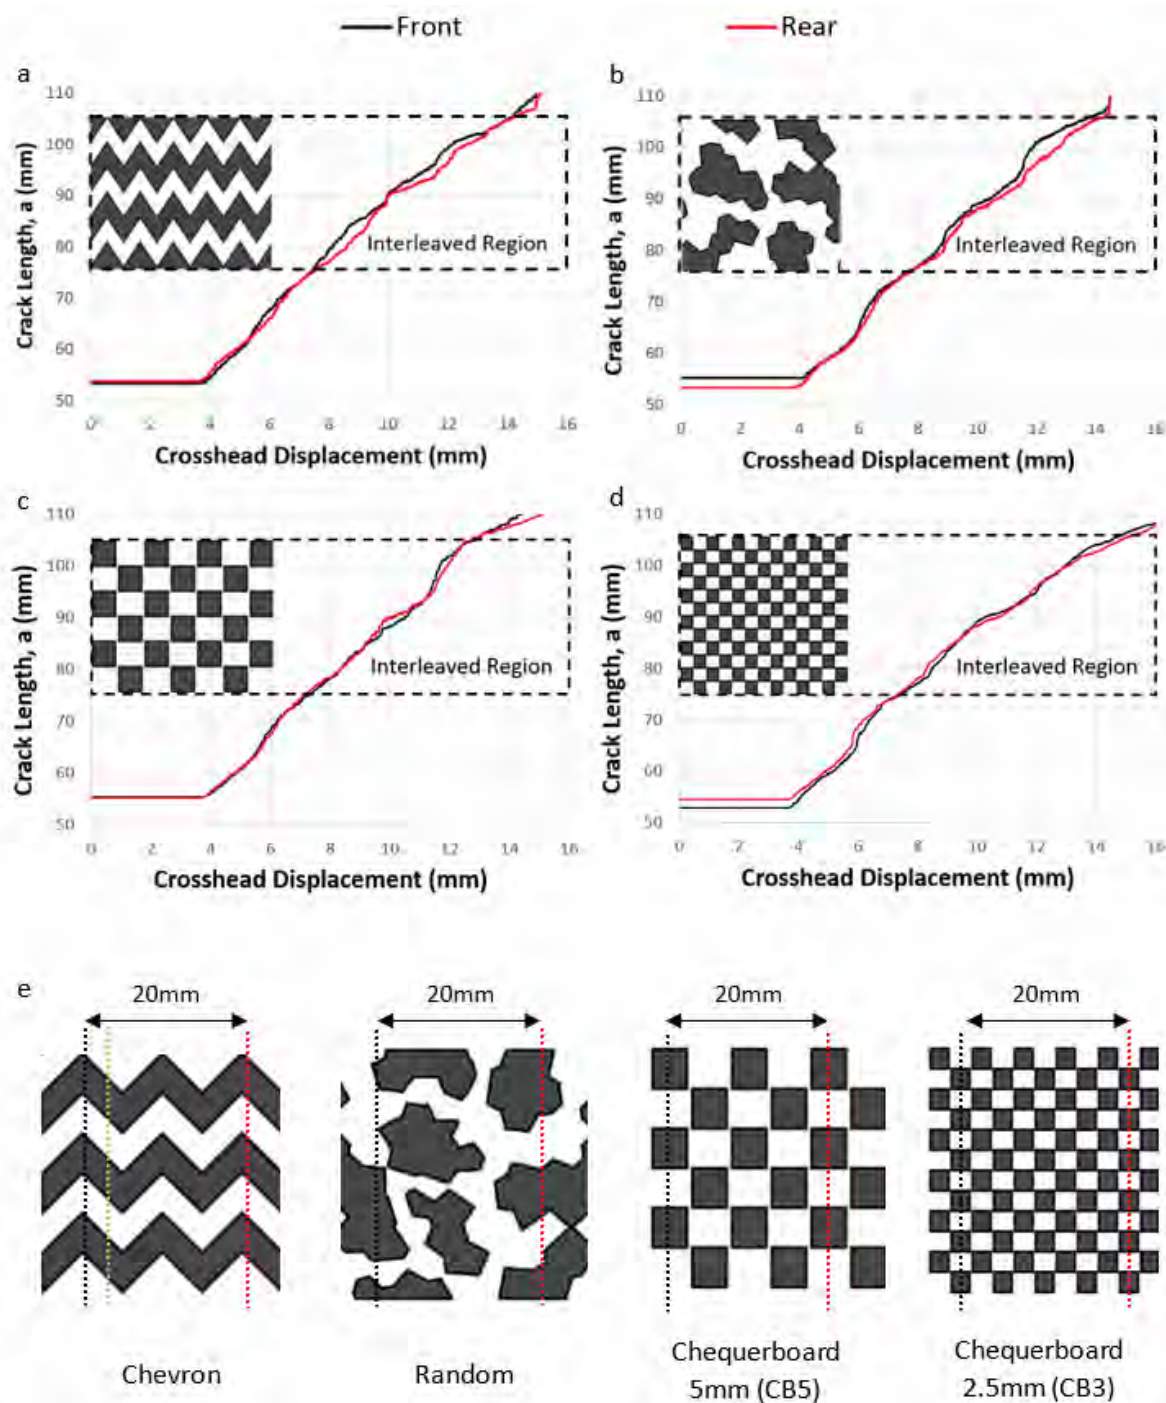 Front Rear
a
110
100
90
80
70
60
50
Crack Length, a (mm)
Interleaved Region
0 2 4 6 8 10 12 14 16
Crosshead Displacement (mm)
b
110
100
90
80
70
60
50
Crack Length, a (mm)
Interleaved Region
0 2 4 6 8 10 12 14 16
Crosshead Displacement (mm)
c
110
100
90
80
70
60
50
Crack Length, a (mm)
Interleaved Region
0 2 4 6 8 10 12 14 16
Crosshead Displacement (mm)
d
110
100
90
80
70
60
50
Crack Length, a (mm)
Interleaved Region
0 2 4 6 8 10 12 14 16
Crosshead Displacement (mm)
e
20mm 20mm 20mm 20mm
Chevron
Random
Chequerboard
5mm (CB5)
Chequerboard
2.5mm (CB3)